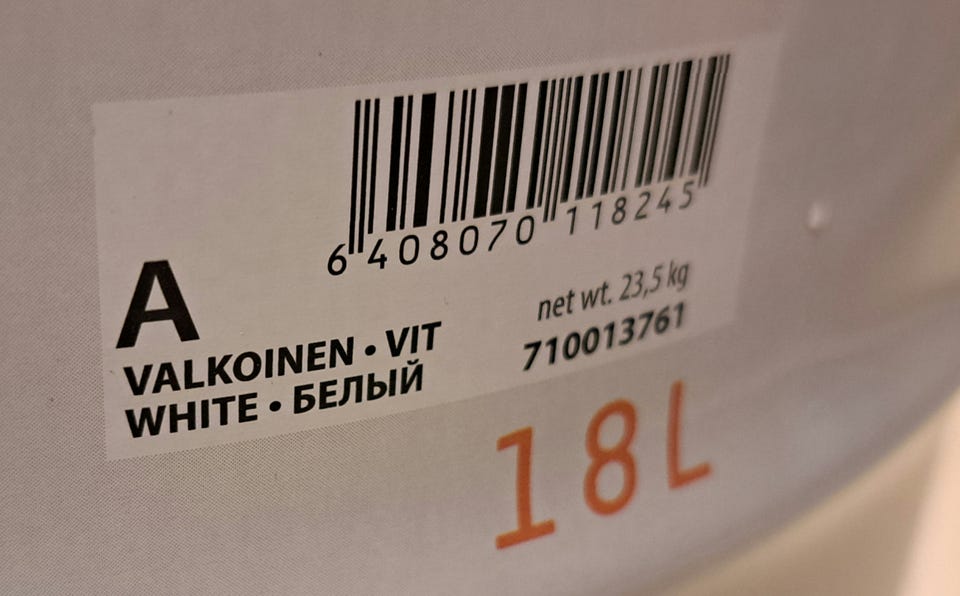 6 408070 118245
A
VALKOINEN • VIT
WHITE • БЕЛЫЙ
net wt. 23,5 kg
710013761
18L